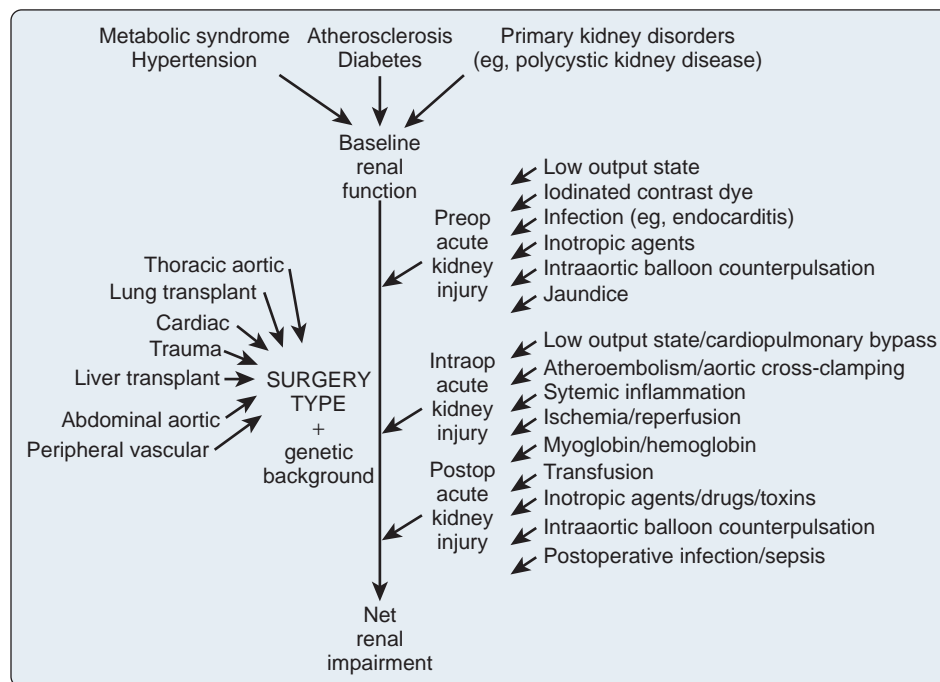 Metabolic syndrome
Hypertension
Atherosclerosis
Diabetes
Primary kidney disorders
(eg, polycystic kidney disease)
Baseline
renal
function
Preop
acute
kidney
injury
Low output state
Iodinated contrast dye
Infection (eg, endocarditis)
Inotropic agents
Intraaortic balloon counterpulsation
Jaundice
Thoracic aortic
Lung transplant
Cardiac
Trauma
Liver transplant
Abdominal aortic
Peripheral vascular
SURGERY
TYPE
+
genetic
background
Intraop
acute
kidney
injury
Postop
acute
kidney
injury
Low output state/cardiopulmonary bypass
Atheroembolism/aortic cross-clamping
Sytemic inflammation
Ischemia/reperfusion
Myoglobin/hemoglobin
Transfusion
Inotropic agents/drugs/toxins
Intraaortic balloon counterpulsation
Postoperative infection/sepsis
Net
renal
impairment